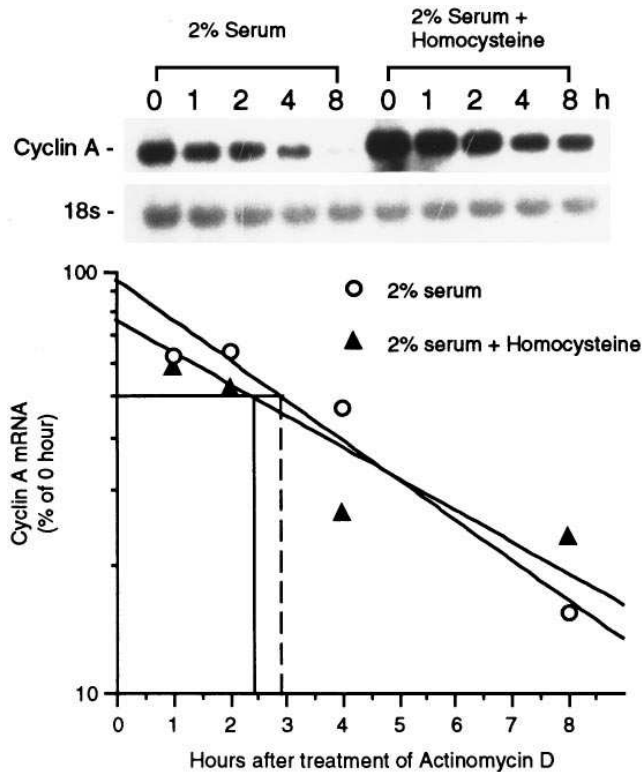 2% Serum
2% Serum +
Homocysteine
0 1 2 4 8 0 1 2 4 8 h
Cyclin A -
18s -
100
2% serum
2% serum + Homocysteine
Cyclin A mRNA
(% of 0 hour)
10
0 1 2 3 4 5 6 7 8
Hours after treatment of Actinomycin D